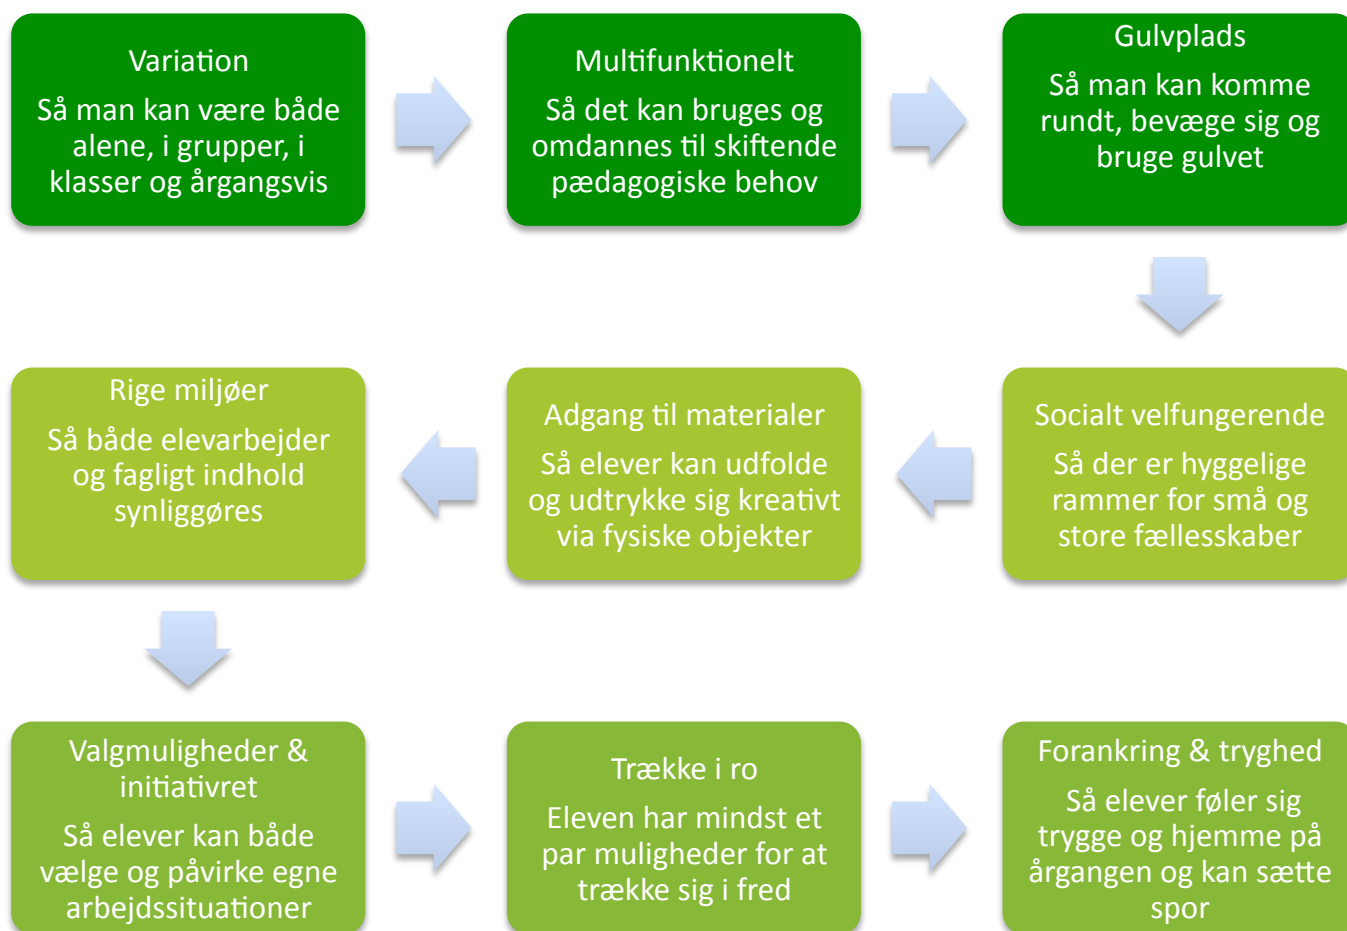 Variation
Så man kan være både
alene, i grupper, i
klasser og årgangsvis
Multifunktionelt
Så det kan bruges og
omdannes til skiftende
pædagogiske behov
Gulvplads
Så man kan komme
rundt, bevæge sig og
bruge gulvet
Socialt velfungerende
Så der er hyggelige
rammer for små og
store fællesskaber
Adgang til materialer
Så elever kan udfolde
og udtrykke sig kreativt
via fysiske objekter
Rige miljøer
Så både elevarbejder
og fagligt indhold
synliggøres
Valgmuligheder &
initiativret
Så elever kan både
vælge og påvirke egne
arbejdssituationer
Trække i ro
Eleven har mindst et
par muligheder for at
trække sig i fred
Forankring & tryghed
Så elever føler sig
trygge og hjemme på
årgangen og kan sætte
spor